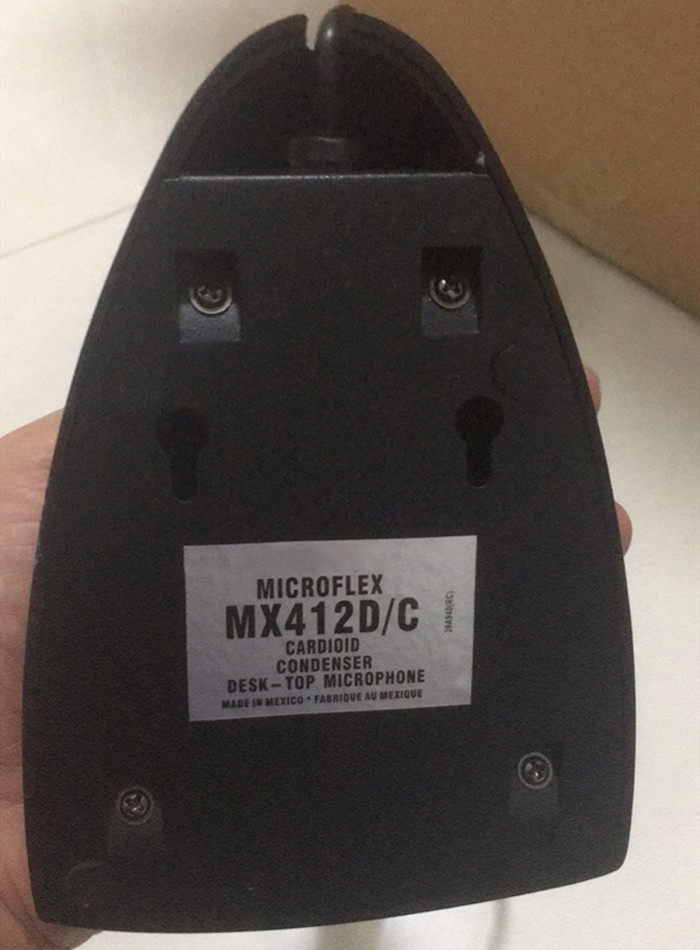 MICROFLEX
MX412D/C
CARDIOID
CONDENSER
DESK-TOP MICROPHONE
MADE IN MEXICO * FABRIQUE AU MEXIQUE